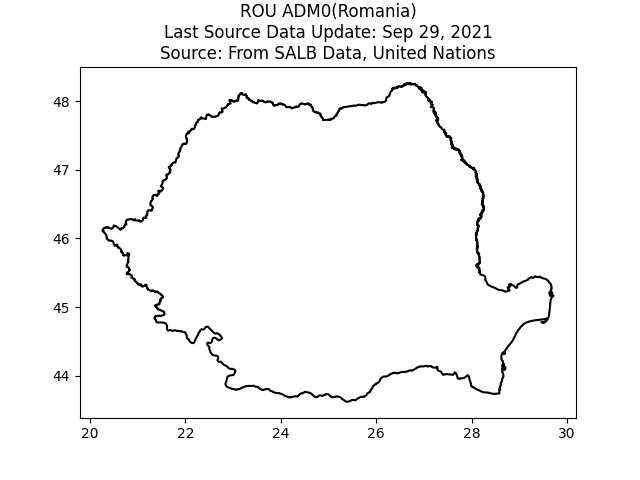 ROU ADM0(Romania)
Last Source Data Update: Sep 29, 2021
Source: From SALB Data, United Nations
48
47
46
45
44
20 22 24 26 28 30